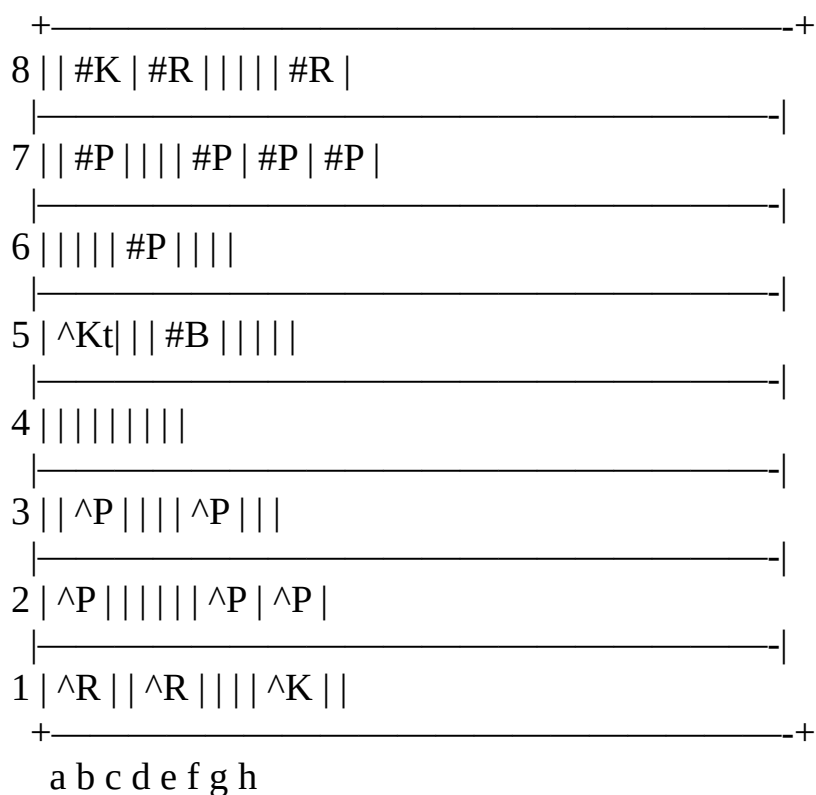 +—————————————————————-+
8 | | #K | #R | | | | | #R |
|—————————————————————-|
7 | | #P | | | | #P | #P | #P |
|—————————————————————-|
6 | | | | | #P | | | |
|—————————————————————-|
5 | ^Kt| | | #B | | | | |
|—————————————————————-|
4 | | | | | | | | |
|—————————————————————-|
3 | | ^P | | | | ^P | | |
|—————————————————————-|
2 | ^P | | | | | | ^P | ^P |
|—————————————————————-|
1 | ^R | | ^R | | | | ^K | |
+—————————————————————-+
a b c d e f g h